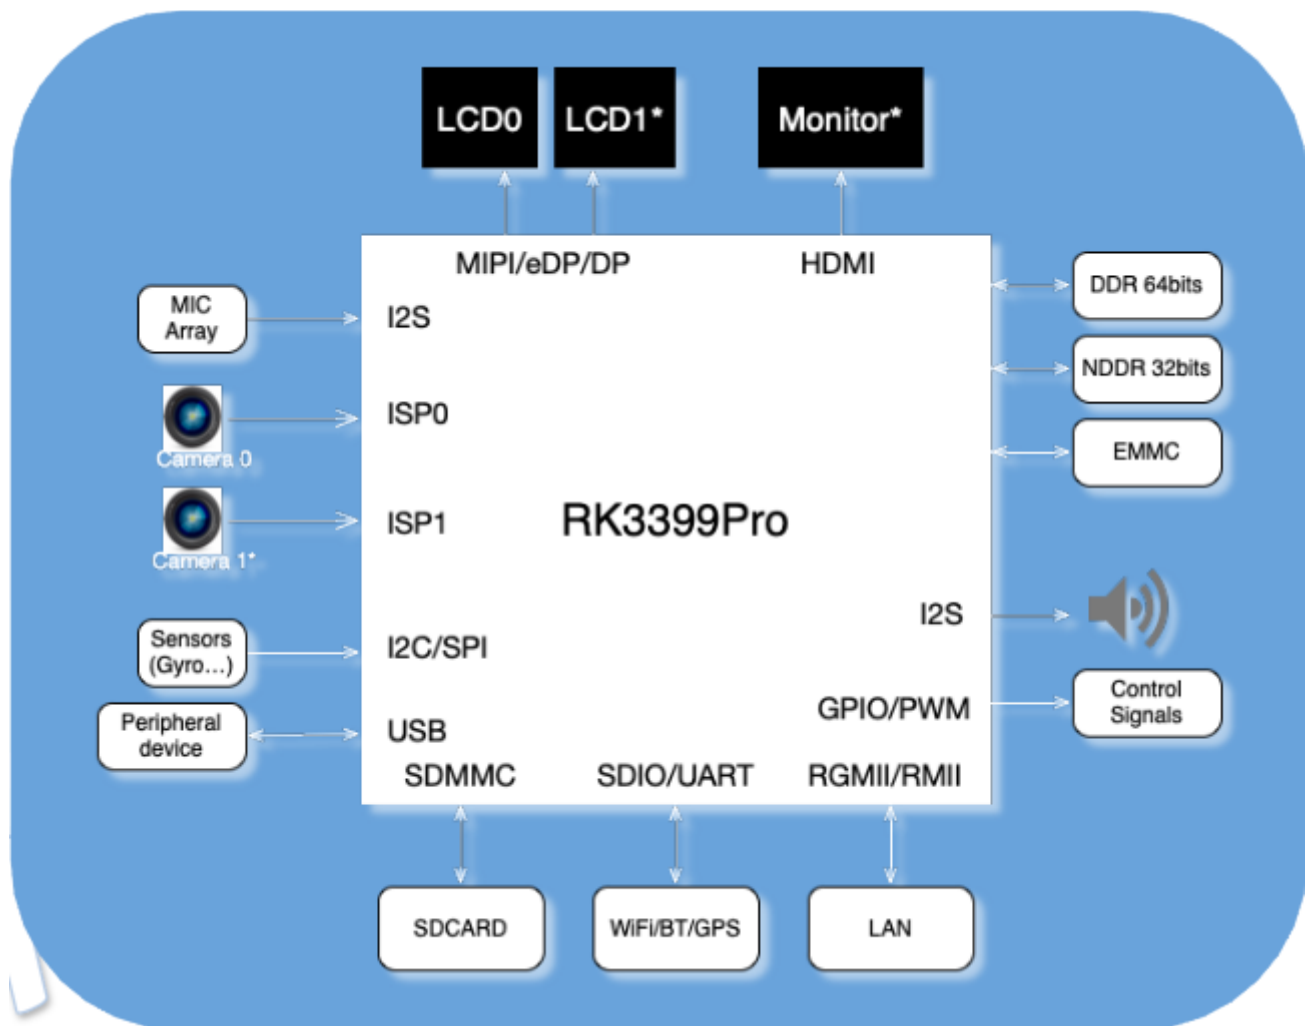 LCD0
LCD1*
Monitor*
MIPI/eDP/DP
HDMI
MIC
Array
I2S
DDR 64bits
NDDR 32bits
ISP0
Camera 0
EMMC
ISP1
RK3399Pro
Camera 1*
I2S
Sensors
(Gyro...)
I2C/SPI
GPIO/PWM
Control
Signals
Peripheral
device
USB
SDMMC
SDIO/UART
RGMII/RMII
SDCARD
WiFi/BT/GPS
LAN